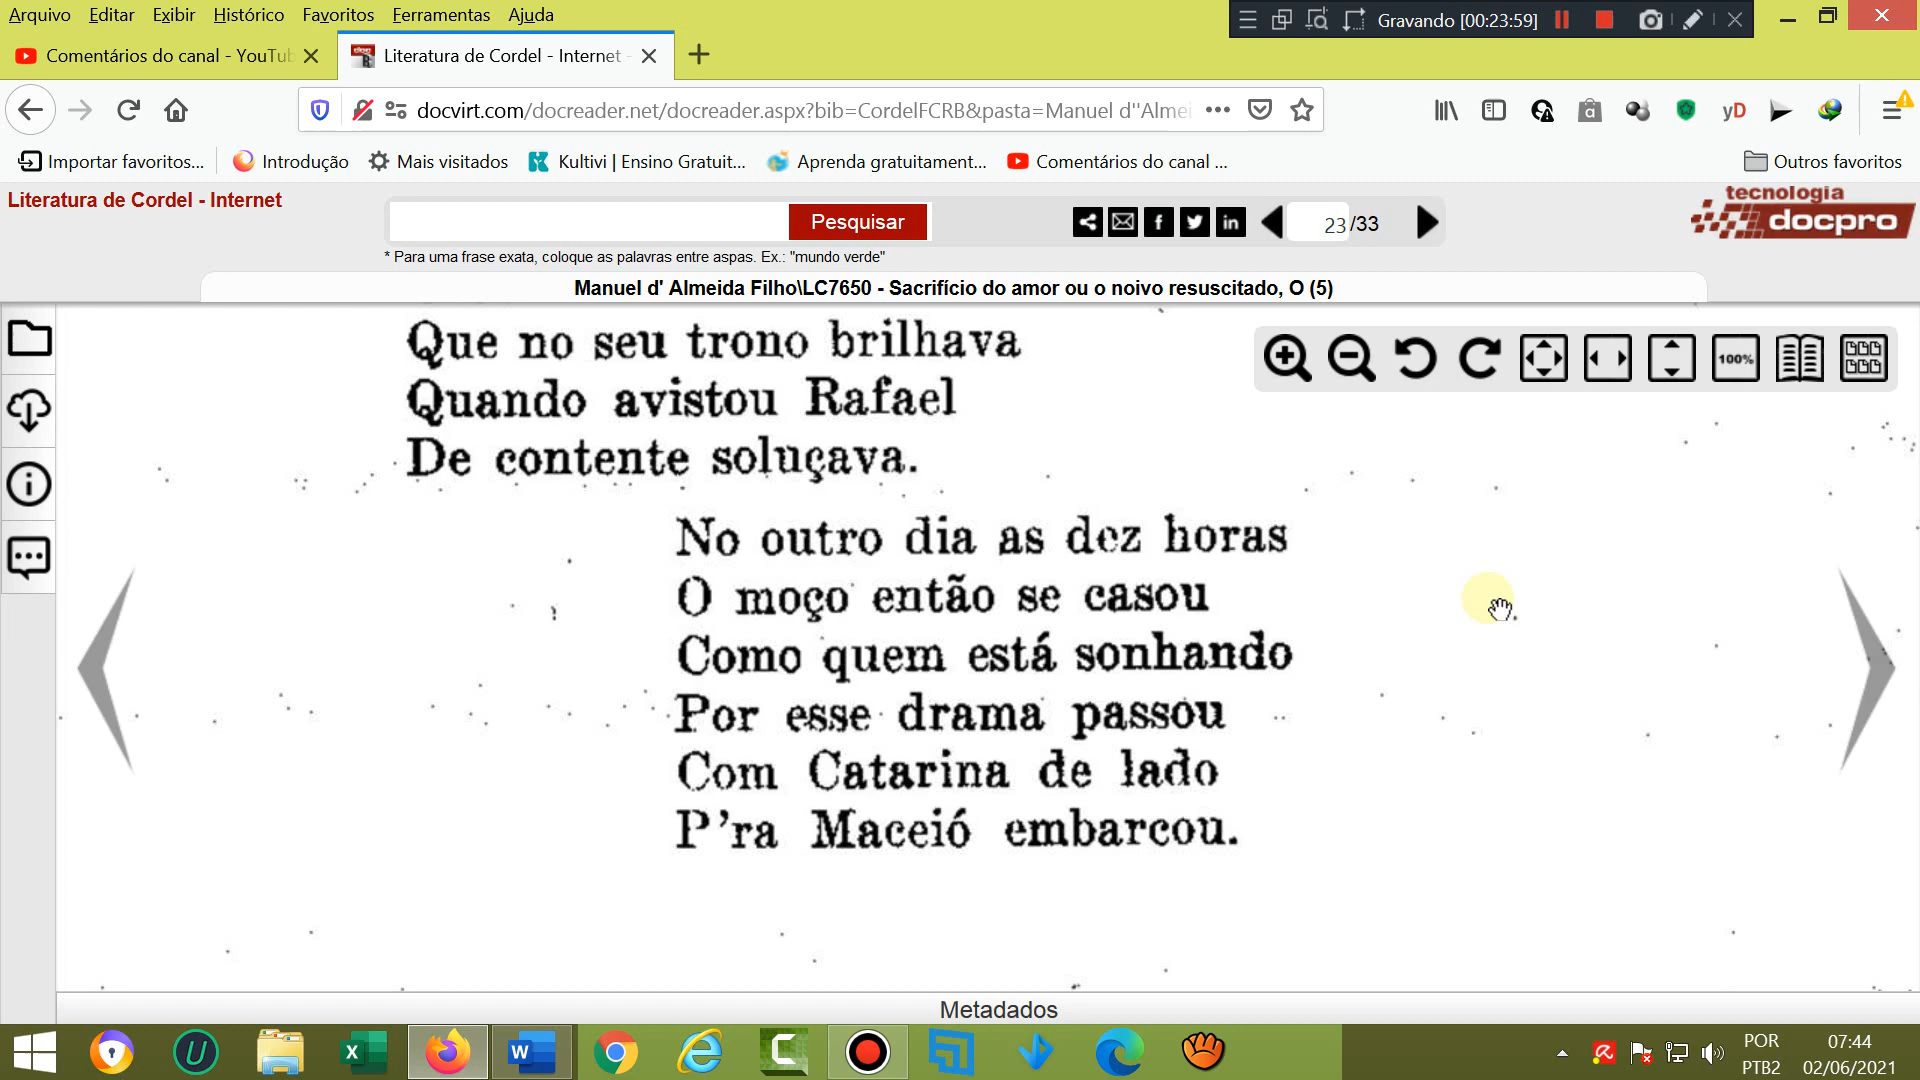 Arquivo Editar Exibir Histórico Favoritos Ferramentas Ajuda
Gravando [00:23:59]
Comentários do canal - YouTub
Literatura de Cordel - Internet -
docvirt.com/docreader.net/docreader.aspx?bib=CordelFCRB&pasta=Manuel d''Almei
yD
Importar favoritos... Introdução Mais visitados Kultivi | Ensino Gratuit... Aprenda gratuitament... Comentários do canal ... Outros favoritos
Literatura de Cordel - Internet
Pesquisar
23 /33
tecnologia
docpro
* Para uma frase exata, coloque as palavras entre aspas. Ex.: "mundo verde"
Manuel d' Almeida Filho\LC7650 - Sacrifício do amor ou o noivo resuscitado, O (5)
100%
Que no seu trono brilhava
Quando avistou Rafael
De contente soluçava.
No outro dia as dez horas
O moço então se casou
Como quem está sonhando
Por esse drama passou
Com Catarina de lado
P'ra Maceió embarcou.
Metadados
POR
PTB2
07:44
02/06/2021